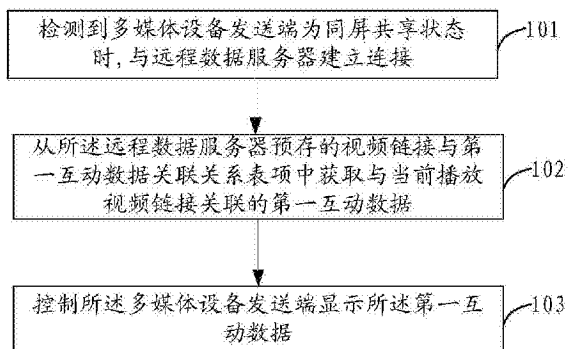 检测到多媒体设备发送端为同屏共享状态
时,与远程数据服务器建立连接
101
从所述远程数据服务器预存的视频链接与第
一互动数据关联关系表项中获取与当前播放
视频链接关联的第一互动数据
102
控制所述多媒体设备发送端显示所述第一互
动数据
103